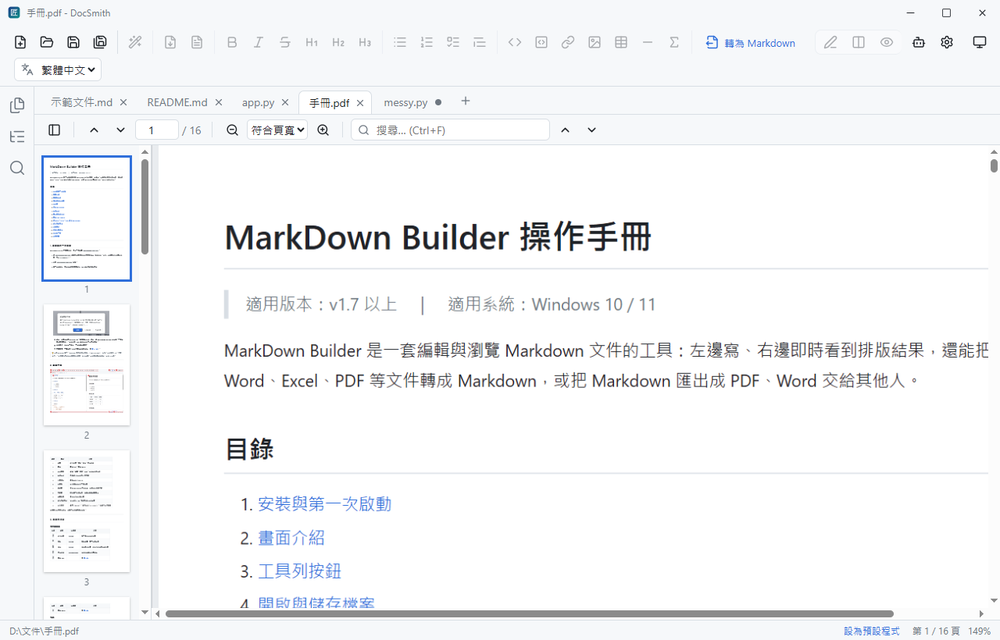 手冊.pdf - DocSmith
B I S H1 H2 H3 轉為 Markdown
繁體中文
示範文件.md README.md app.py 手冊.pdf messy.py
1 / 16 符合頁寬 搜尋... (Ctrl+F)
MarkDown Builder 操作手冊
1
2
3
MarkDown Builder 操作手冊
適用版本：v1.7 以上 | 適用系統：Windows 10 / 11
MarkDown Builder 是一套編輯與瀏覽 Markdown 文件的工具：左邊寫、右邊即時看到排版結果，還能把
Word、Excel、PDF 等文件轉成 Markdown，或把 Markdown 匯出成 PDF、Word 交給其他人。
目錄
1. 安裝與第一次啟動
2. 畫面介紹
3. 工具列按鈕
4. 開啟與儲存檔案
D:\文件\手冊.pdf 設為預設程式 第 1 / 16 頁 149%